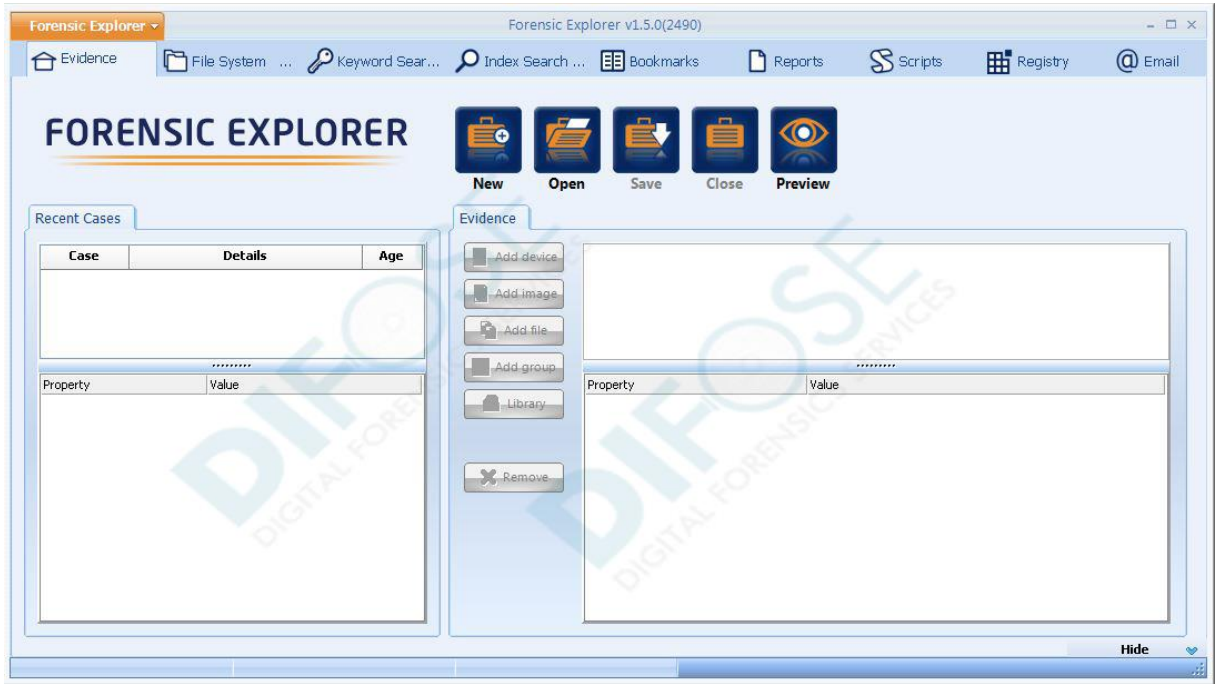 Forensic Explorer
Forensic Explorer v1.5.0(2490)
Evidence
File System ...
Keyword Sear...
Index Search ...
Bookmarks
Reports
Scripts
Registry
Email
FORENSIC EXPLORER
New
Open
Save
Close
Preview
Recent Cases
Case Details Age
Property Value
Evidence
Add device
Add image
Add file
Add group
Library
Remove
Property Value
Hide
DIFOSE
DIGITAL FORENSICS SERVICES
DIFOSE
DIGITAL FORENSICS SERVICES